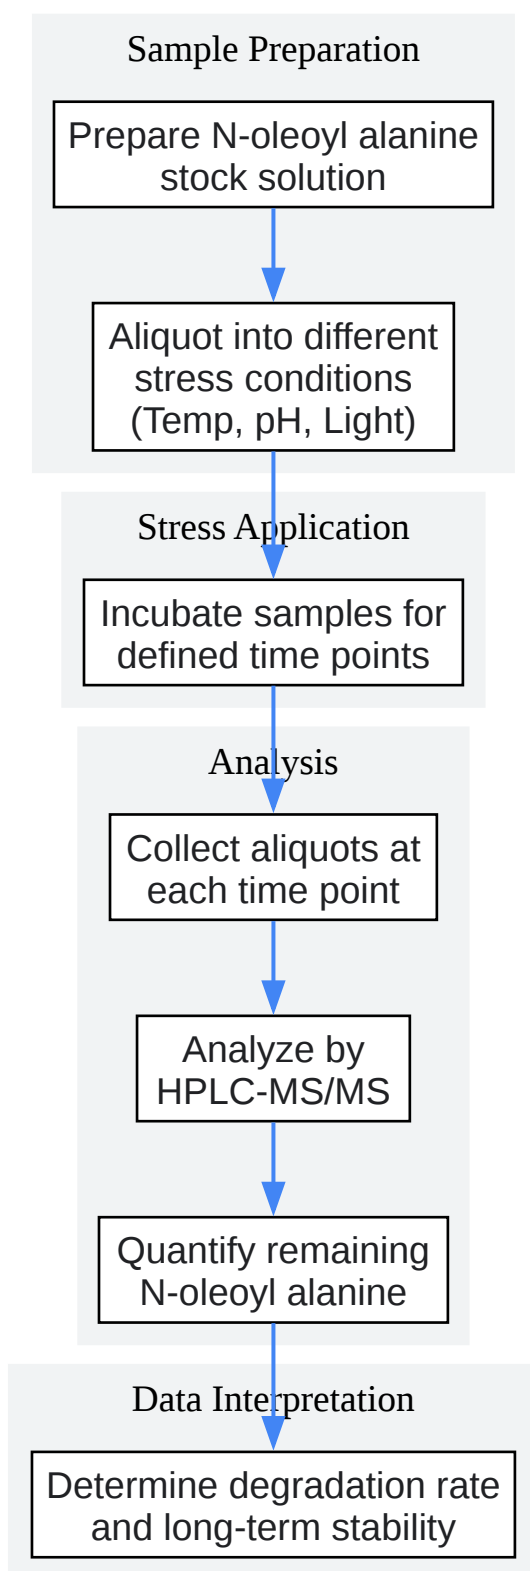 Sample Preparation
Prepare N-oleoyl alanine
stock solution
Aliquot into different
stress conditions
(Temp, pH, Light)
Stress Application
Incubate samples for
defined time points
Analysis
Collect aliquots at
each time point
Analyze by
HPLC-MS/MS
Quantify remaining
N-oleoyl alanine
Data Interpretation
Determine degradation rate
and long-term stability